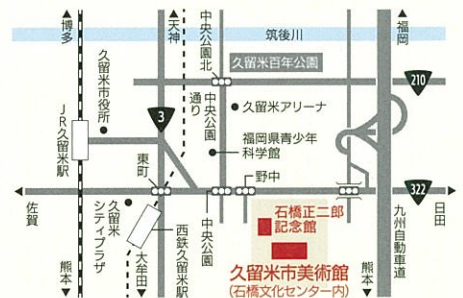 博多
天神
福岡
筑後川
中央公園北
久留米百年公園
210
久留米市役所
3
中央公園
通り
久留米アリーナ
福岡県青少年
科学館
JR久留米駅
東町
野中
322
佐賀
久留米
シティプラザ
西鉄久留米駅
中央公園
石橋正二郎
記念館
九州自動車道
日田
熊本
大牟田
久留米市美術館
(石橋文化センター内)
熊本